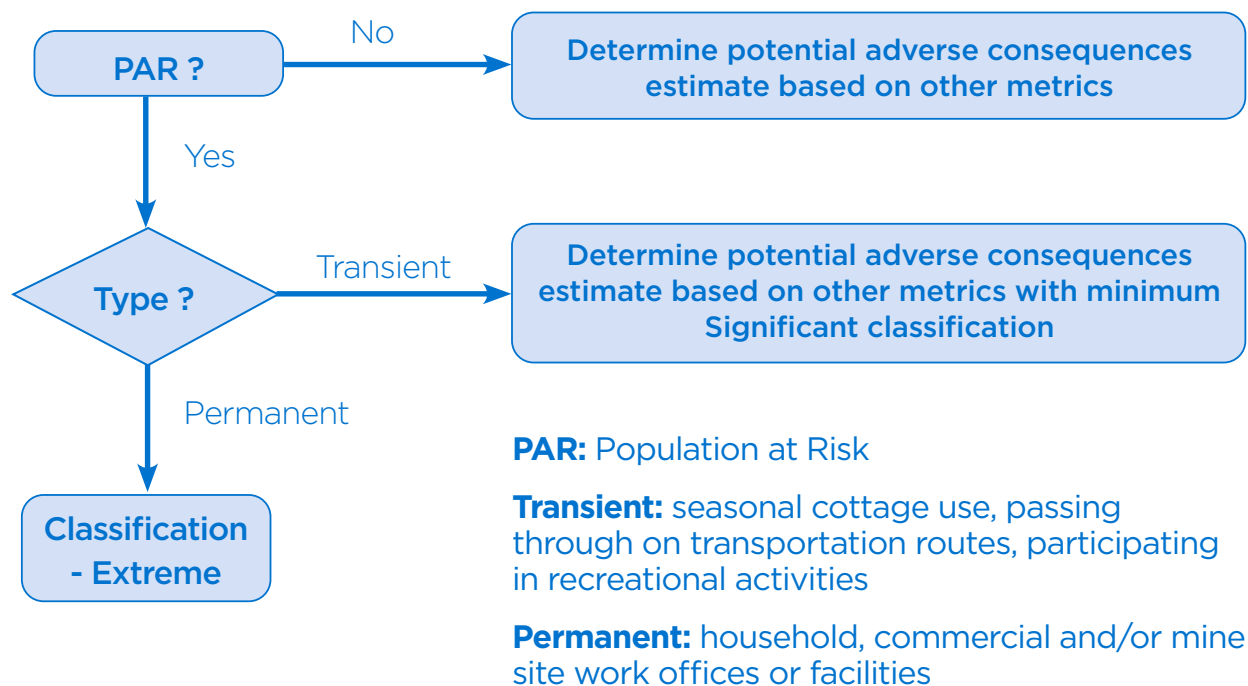 PAR ?
No
Determine potential adverse consequences
estimate based on other metrics
Yes
Type ?
Transient
Determine potential adverse consequences
estimate based on other metrics with minimum
Significant classification
Permanent
Classification
- Extreme
PAR: Population at Risk
Transient: seasonal cottage use, passing
through on transportation routes, participating
in recreational activities
Permanent: household, commercial and/or mine
site work offices or facilities